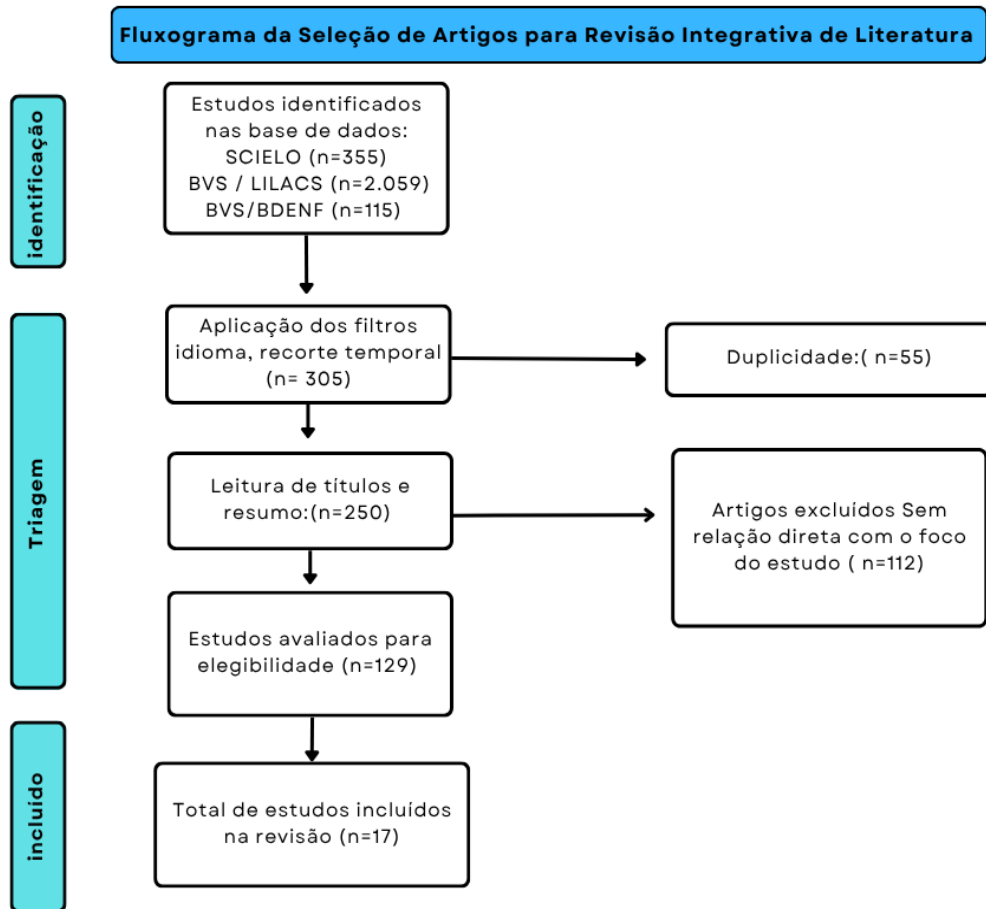 Fluxograma da Seleção de Artigos para Revisão Integrativa de Literatura
identificação
Estudos identificados
nas base de dados:
SCIELO (n=355)
BVS / LILACS (n=2.059)
BVS/BDENF (n=115)
Triagem
Aplicação dos filtros
idioma, recorte temporal
(n= 305)
Duplicidade:( n=55)
Leitura de títulos e
resumo:(n=250)
Artigos excluídos Sem
relação direta com o foco
do estudo ( n=112)
Estudos avaliados para
elegibilidade (n=129)
incluído
Total de estudos incluídos
na revisão (n=17)